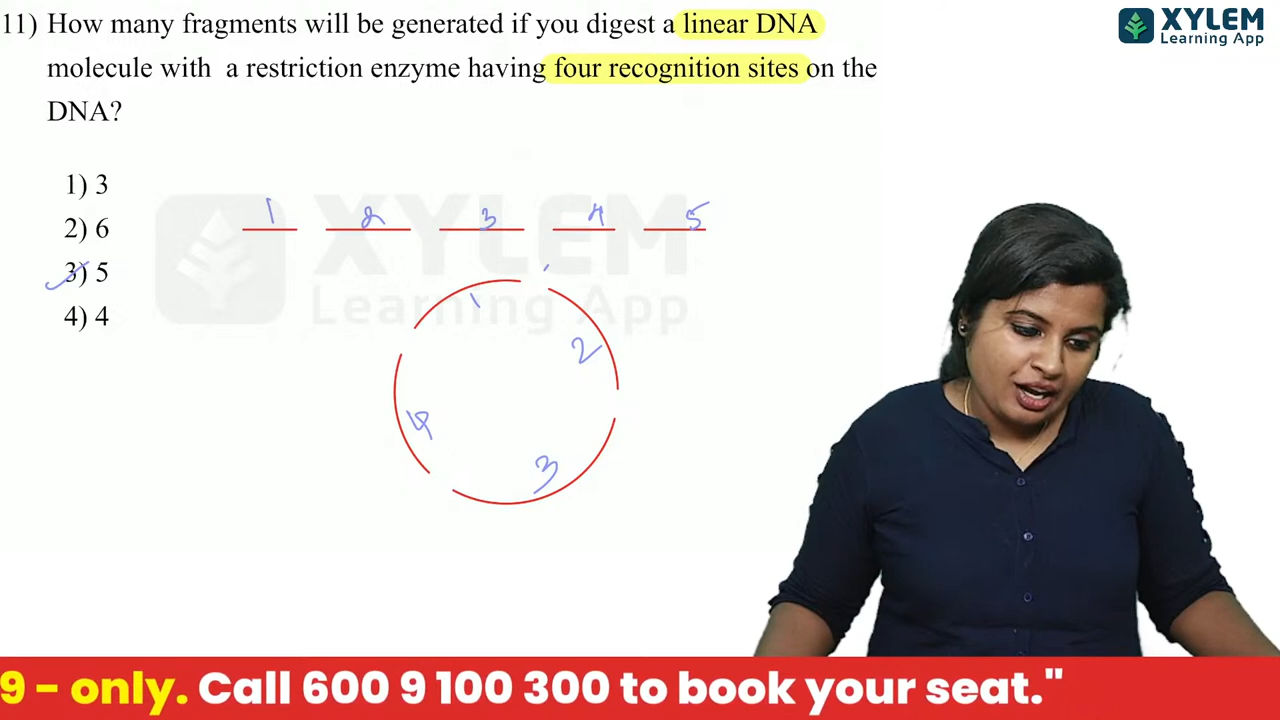 11) How many fragments will be generated if you digest a linear DNA
molecule with a restriction enzyme having four recognition sites on the
DNA?
1) 3
2) 6
3) 5
4) 4
1 2 3 4 5
1
2
4
3
XYLEM
Learning App
XYLEM
Learning App
9 - only. Call 600 9 100 300 to book your seat."